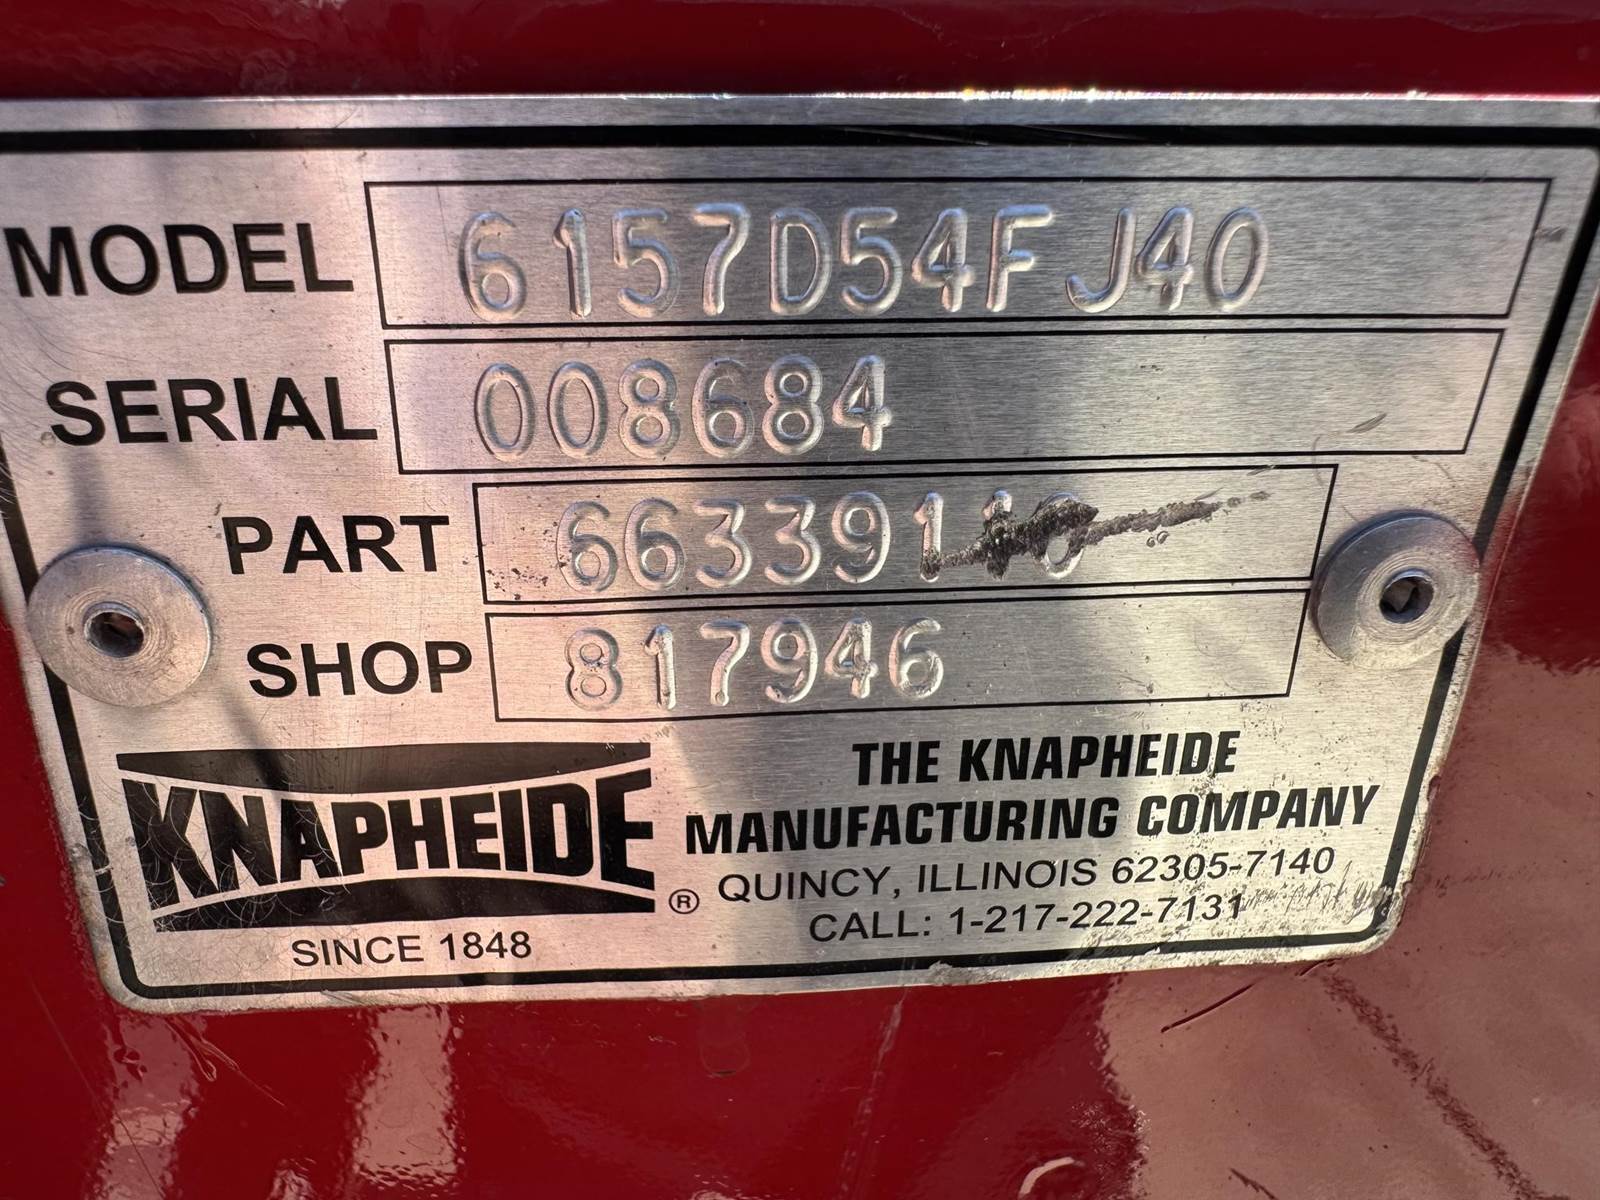 MODEL 6157D54FJ40
SERIAL 008684
PART
SHOP 817946
KNAPHEIDE ®
SINCE 1848
THE KNAPHEIDE
MANUFACTURING COMPANY
QUINCY, ILLINOIS 62305-7140
CALL: 1-217-222-7131